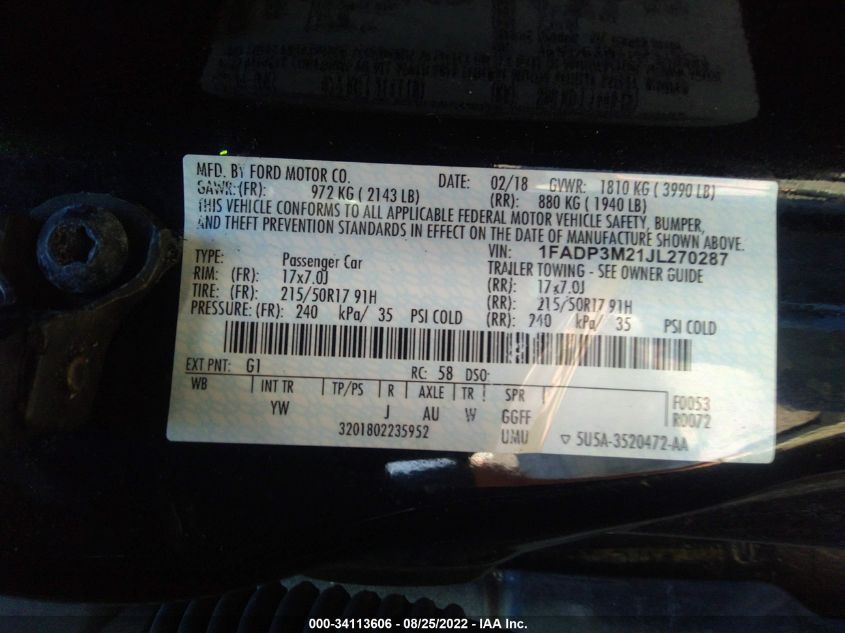 MFD. BY FORD MOTOR CO. DATE: 02/18 GVWR: 1810 KG ( 3990 LB)
GAWR:(FR): 972 KG ( 2143 LB) (RR): 880 KG ( 1940 LB)
THIS VEHICLE CONFORMS TO ALL APPLICABLE FEDERAL MOTOR VEHICLE SAFETY, BUMPER,
AND THEFT PREVENTION STANDARDS IN EFFECT ON THE DATE OF MANUFACTURE SHOWN ABOVE.
VIN: 1FADP3M21JL270287
TYPE: Passenger Car TRAILER TOWING - SEE OWNER GUIDE
RIM: (FR): 17x7.0J (RR): 17x7.0J
TIRE: (FR): 215/50R17 91H (RR): 215/50R17 91H
PRESSURE:(FR): 240 kPa/ 35 PSI COLD (RR): 240 kPa/ 35 PSI COLD
EXT PNT: G1 RC: 58 DSO:
WB INT TR TP/PS R AXLE TR SPR F0053
YW J AU W GGFF R0072
3201802235952 UMU 5U5A-3520472-AA
000-34113606 - 08/25/2022 - IAA Inc.